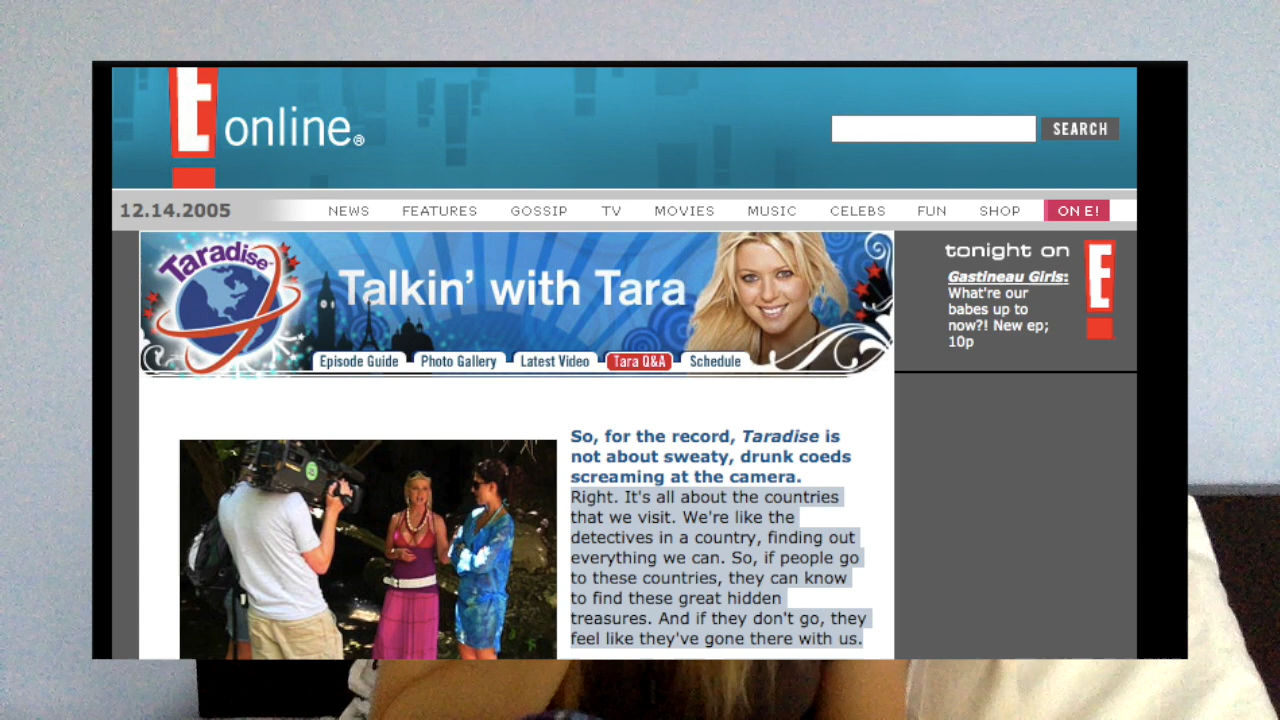 E online®
SEARCH
12.14.2005 NEWS FEATURES GOSSIP TV MOVIES MUSIC CELEBS FUN SHOP ON E!
Taradise™
Talkin' with Tara
Episode Guide Photo Gallery Latest Video Tara Q&A Schedule
tonight on E!
Gastineau Girls:
What're our
babes up to
now?! New ep;
10p
So, for the record, Taradise is
not about sweaty, drunk coeds
screaming at the camera.
Right. It's all about the countries
that we visit. We're like the
detectives in a country, finding out
everything we can. So, if people go
to these countries, they can know
to find these great hidden
treasures. And if they don't go, they
feel like they've gone there with us.